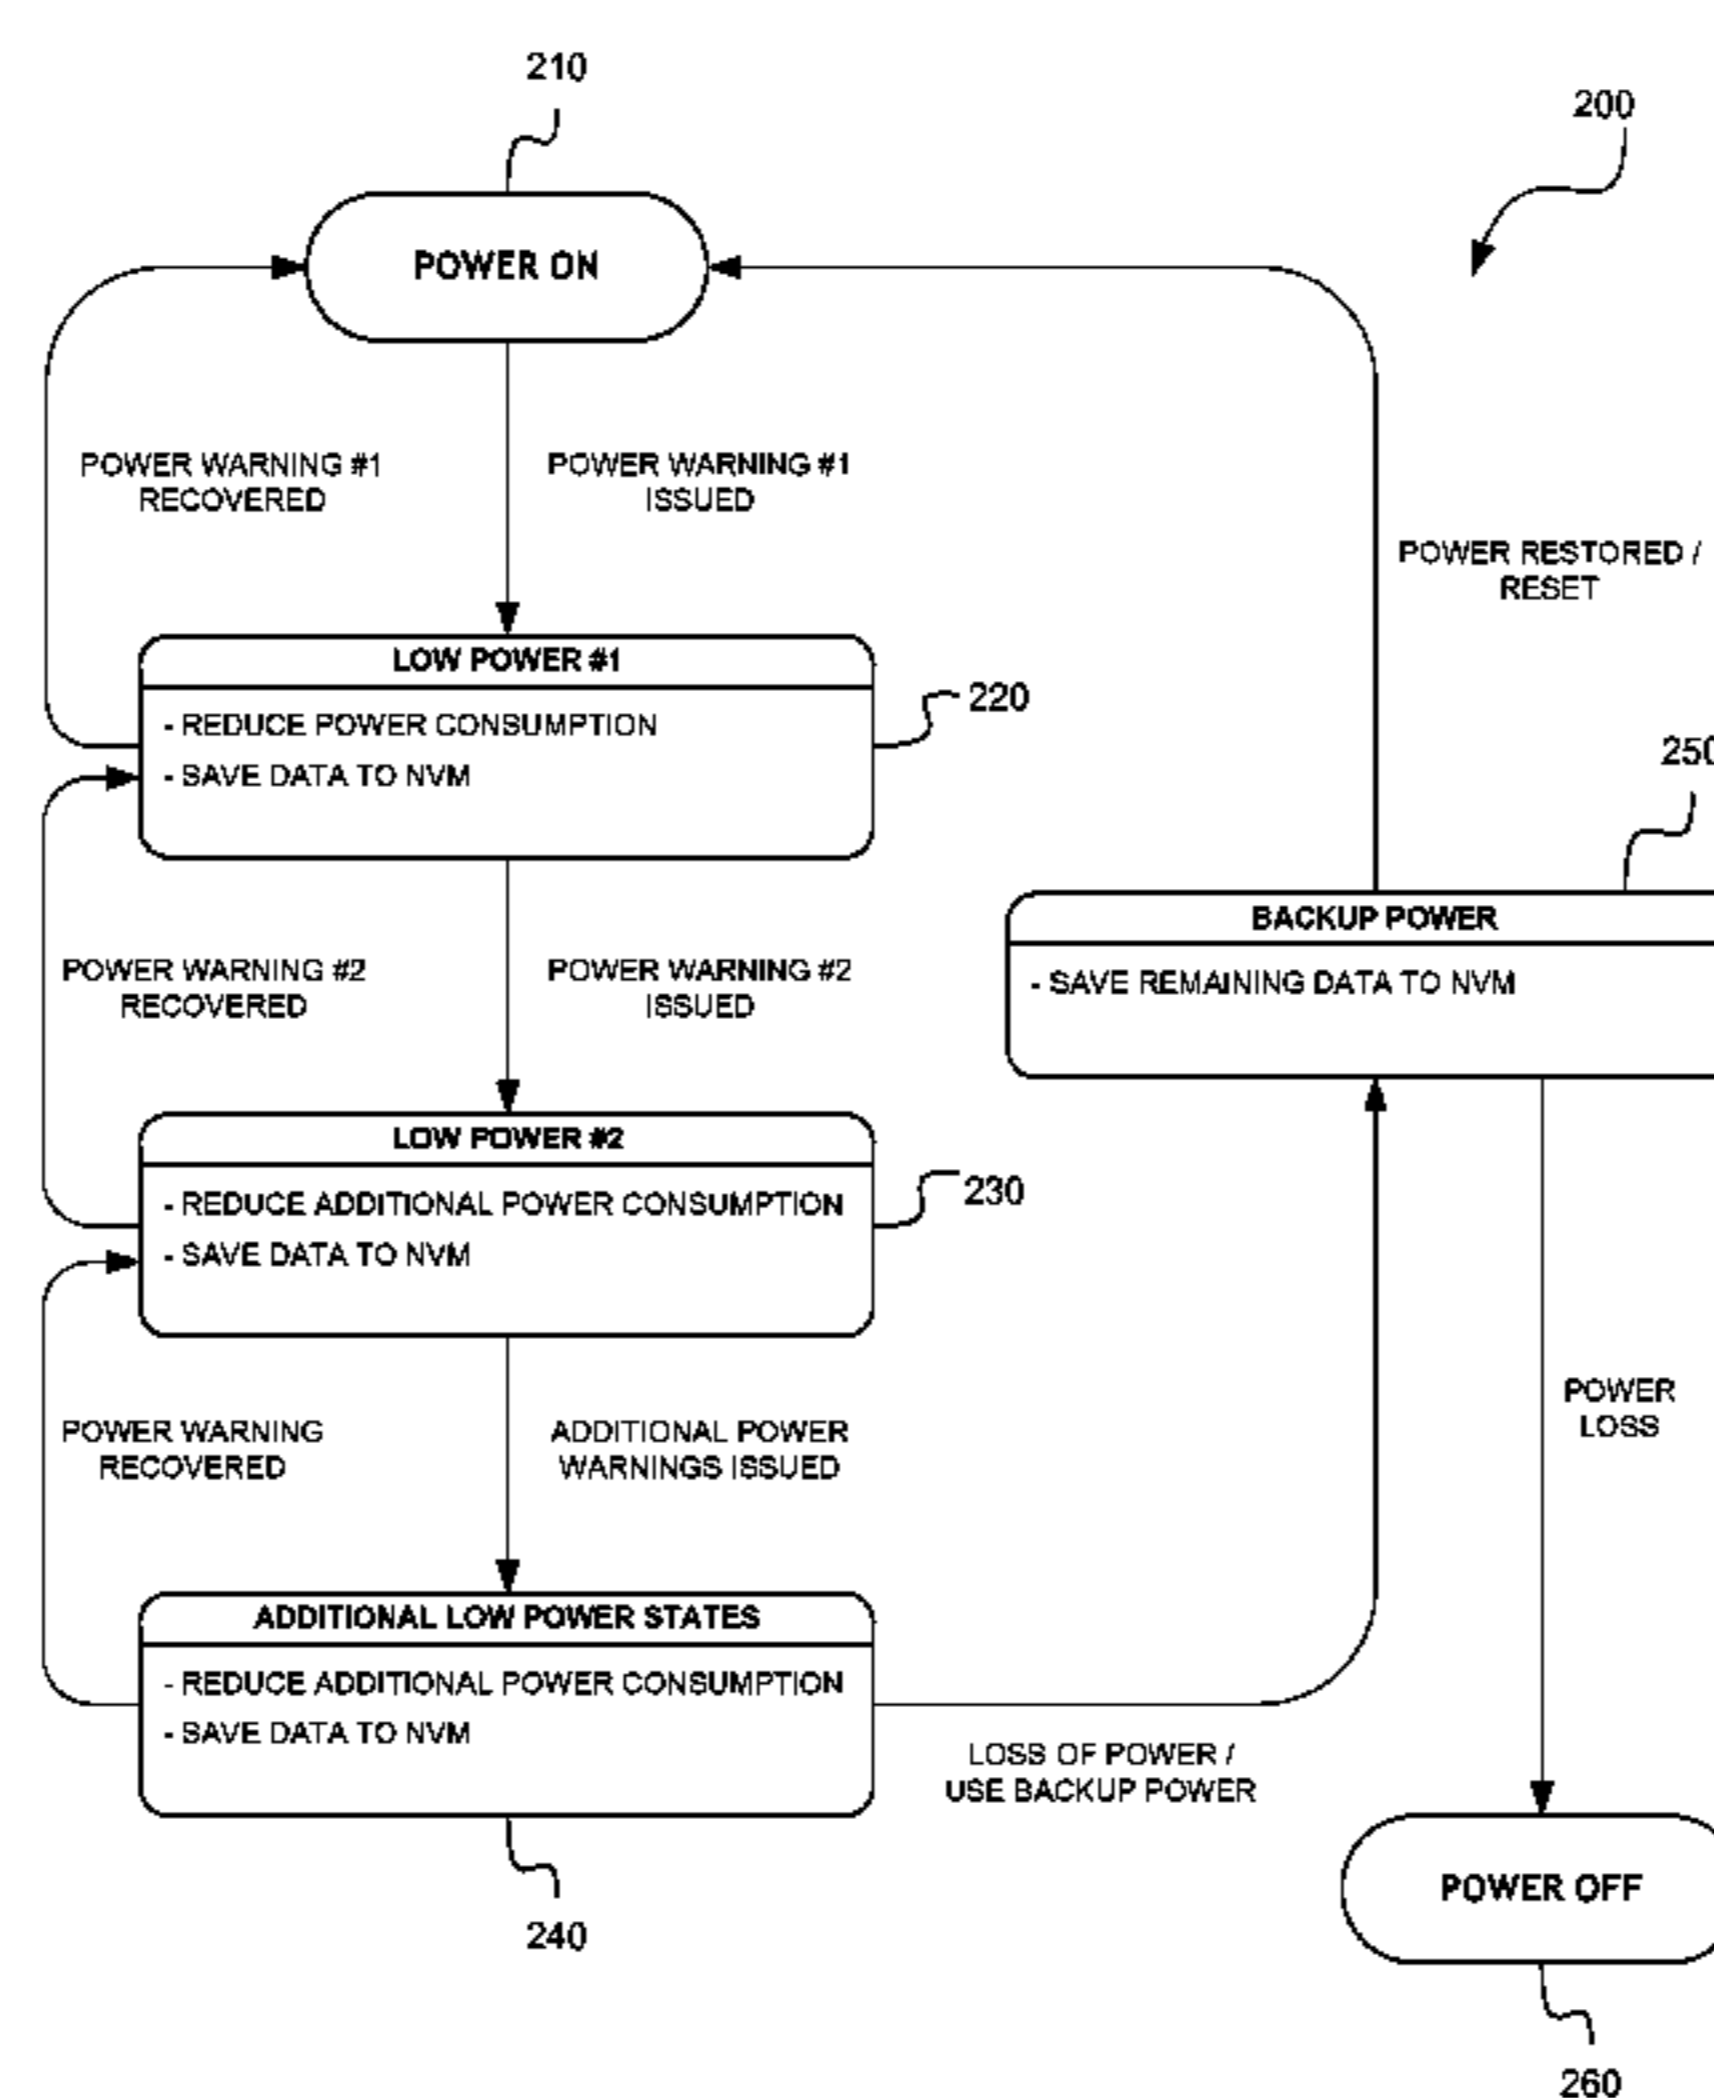 210
200
POWER ON
POWER WARNING #1
RECOVERED
POWER WARNING #1
ISSUED
POWER RESTORED /
RESET
LOW POWER #1
- REDUCE POWER CONSUMPTION
- SAVE DATA TO NVM
220
250
BACKUP POWER
- SAVE REMAINING DATA TO NVM
POWER WARNING #2
RECOVERED
POWER WARNING #2
ISSUED
LOW POWER #2
- REDUCE ADDITIONAL POWER CONSUMPTION
- SAVE DATA TO NVM
230
POWER WARNING
RECOVERED
ADDITIONAL POWER
WARNINGS ISSUED
POWER
LOSS
ADDITIONAL LOW POWER STATES
- REDUCE ADDITIONAL POWER CONSUMPTION
- SAVE DATA TO NVM
LOSS OF POWER /
USE BACKUP POWER
240
POWER OFF
260